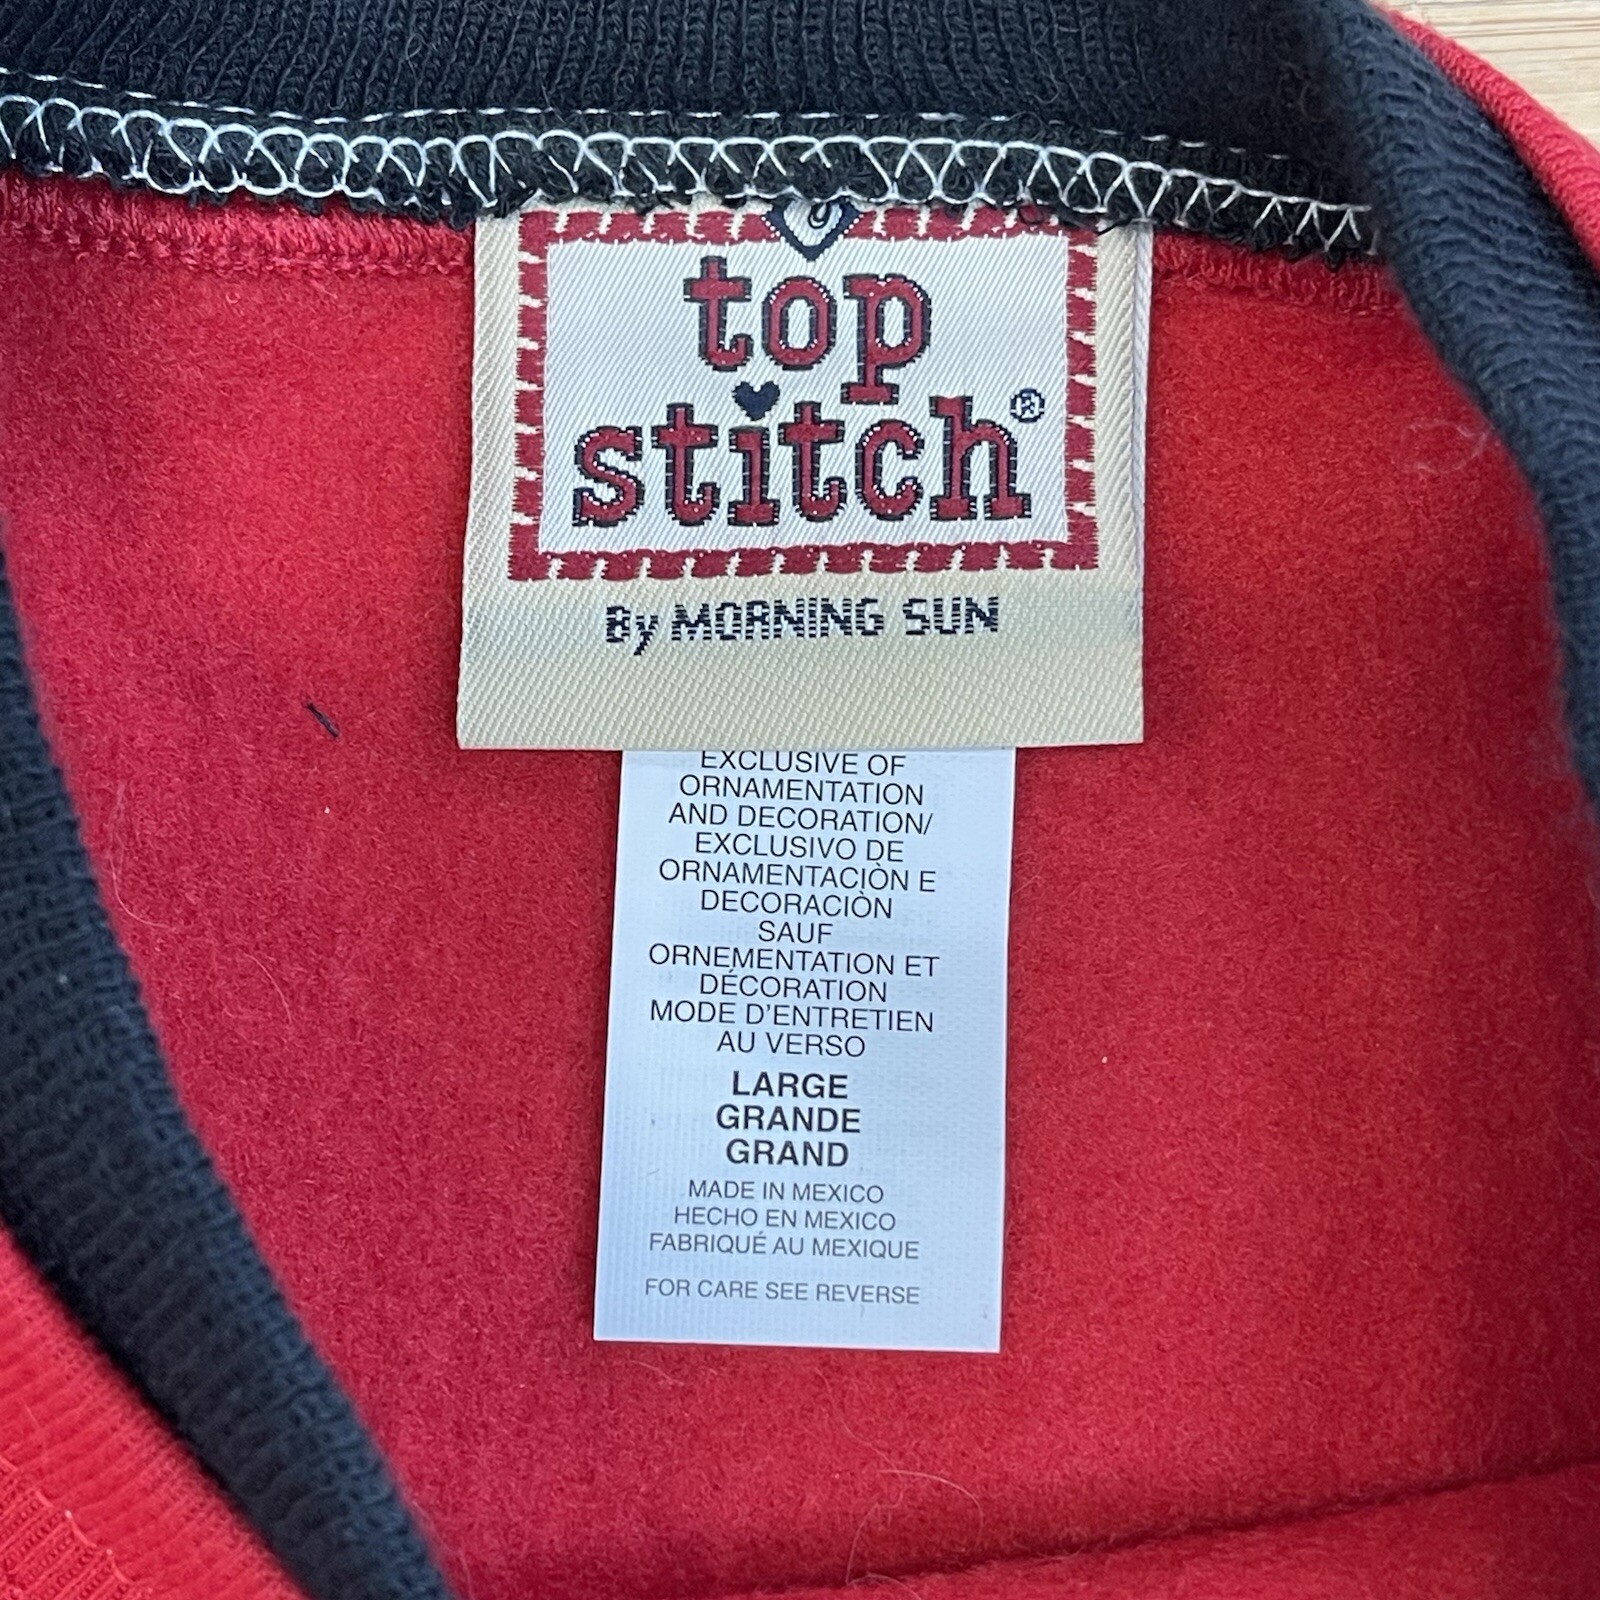 top
stitch®
By MORNING SUN
EXCLUSIVE OF
ORNAMENTATION
AND DECORATION/
EXCLUSIVO DE
ORNAMENTACIÒN E
DECORACIÒN
SAUF
ORNEMENTATION ET
DÉCORATION
MODE D'ENTRETIEN
AU VERSO
LARGE
GRANDE
GRAND
MADE IN MEXICO
HECHO EN MEXICO
FABRIQUÉ AU MEXIQUE
FOR CARE SEE REVERSE